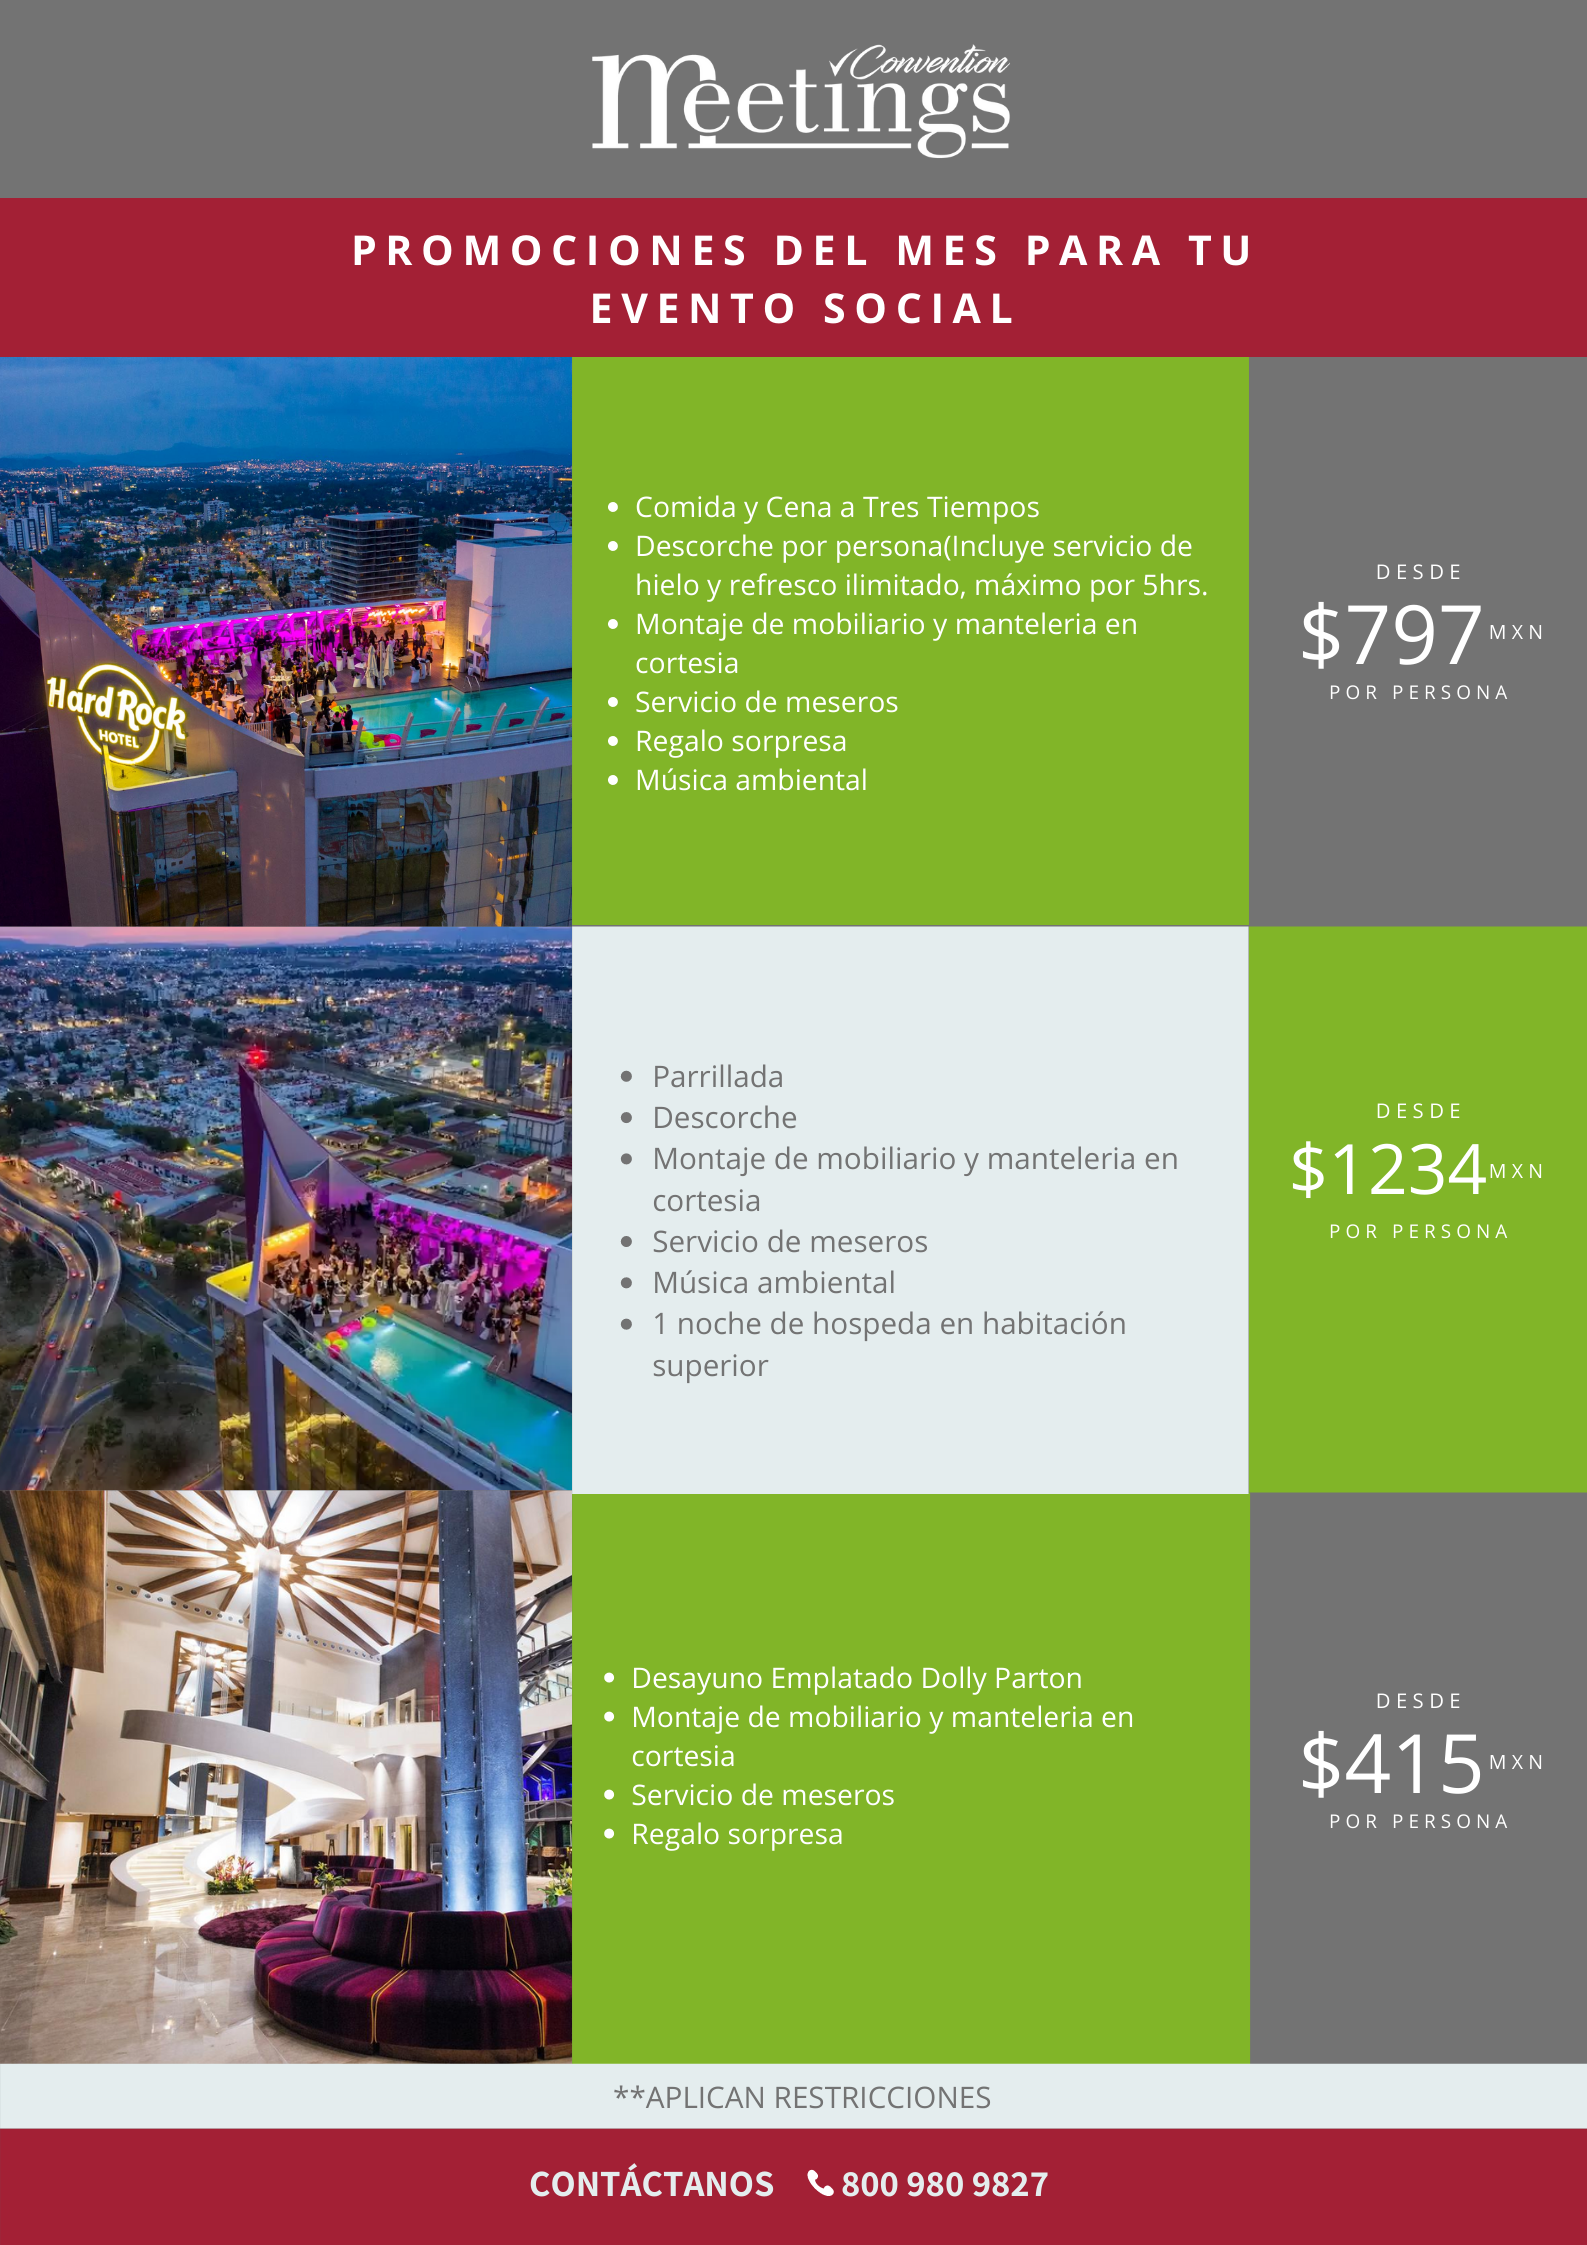 Convention
Meetings
PROMOCIONES DEL MES PARA TU
EVENTO SOCIAL
Hard Rock
HOTEL
• Comida y Cena a Tres Tiempos
• Descorche por persona(Incluye servicio de
hielo y refresco ilimitado, máximo por 5hrs.
• Montaje de mobiliario y manteleria en
cortesia
• Servicio de meseros
• Regalo sorpresa
• Música ambiental
DESDE
$797 MXN
POR PERSONA
• Parrillada
• Descorche
• Montaje de mobiliario y manteleria en
cortesia
• Servicio de meseros
• Música ambiental
• 1 noche de hospeda en habitación
superior
DESDE
$1234 MXN
POR PERSONA
• Desayuno Emplatado Dolly Parton
• Montaje de mobiliario y manteleria en
cortesia
• Servicio de meseros
• Regalo sorpresa
DESDE
$415 MXN
POR PERSONA
**APLICAN RESTRICCIONES
CONTÁCTANOS 800 980 9827